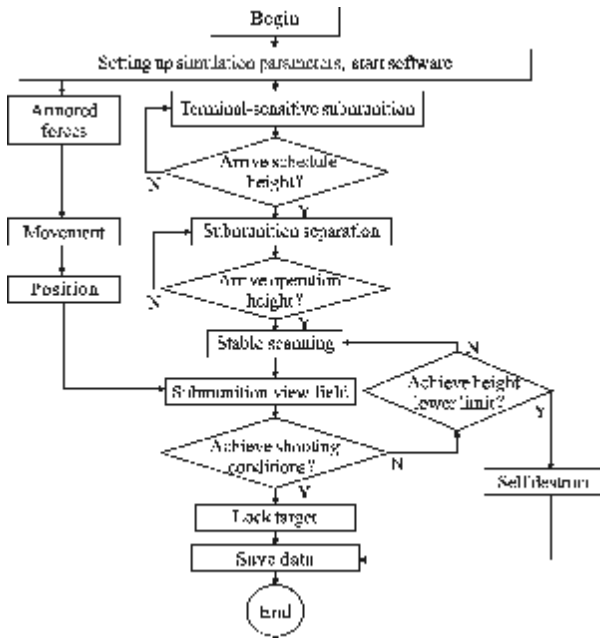 Begin
Setting up simulation parameters, start software
Armored
forces
Terminal-sensitive submunition
Arrive schedule
height?
N
Y
Movement
Submunition separation
Position
Arrive operation
height?
N
Y
Stable scanning
N
Achieve height
lower limit?
Y
Submunition view field
Achieve shooting
conditions?
N
Y
Self destruct
Lock target
Save data
End